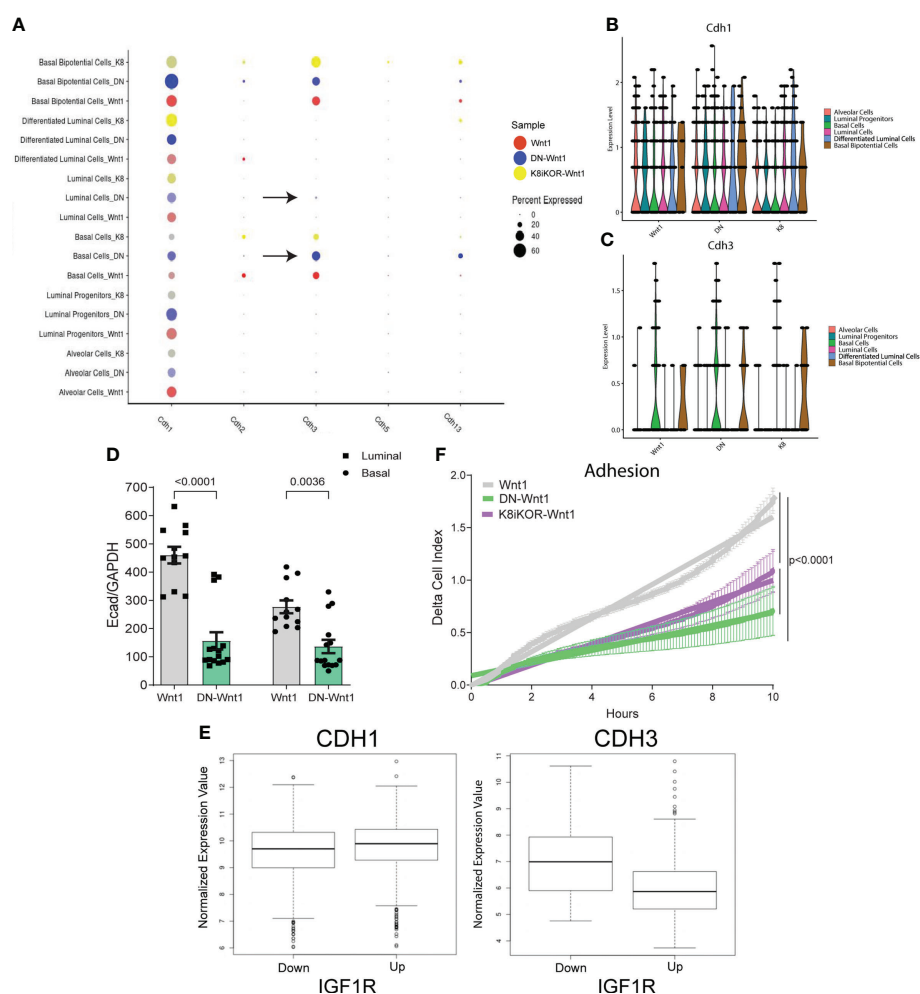 A
Basal Bipotential Cells_K8
Basal Bipotential Cells_DN
Basal Bipotential Cells_Wnt1
Differentiated Luminal Cells_K8
Differentiated Luminal Cells_DN
Differentiated Luminal Cells_Wnt1
Luminal Cells_K8
Luminal Cells_DN
Luminal Cells_Wnt1
Basal Cells_K8
Basal Cells_DN
Basal Cells_Wnt1
Luminal Progenitors_K8
Luminal Progenitors_DN
Luminal Progenitors_Wnt1
Alveolar Cells_K8
Alveolar Cells_DN
Alveolar Cells_Wnt1
Cdh1
Cdh2
Cdh3
Cdh5
Cdh13
Sample
Wnt1
DN-Wnt1
K8iKOR-Wnt1
Percent Expressed
0
20
40
60
B
Cdh1
Expression Level
2
1
0
Wnt1
DN
K8
Alveolar Cells
Luminal Progenitors
Basal Cells
Luminal Cells
Differentiated Luminal Cells
Basal Bipotential Cells
C
Cdh3
Expression Level
1.5
1.0
0.5
0.0
Wnt1
DN
K8
Alveolar Cells
Luminal Progenitors
Basal Cells
Luminal Cells
Differentiated Luminal Cells
Basal Bipotential Cells
D
Luminal
Basal
<0.0001
0.0036
Ecad/GAPDH
700
600
500
400
300
200
100
0
Wnt1
DN-Wnt1
Wnt1
DN-Wnt1
F
Adhesion
Wnt1
DN-Wnt1
K8iKOR-Wnt1
p<0.0001
Delta Cell Index
2.0
1.5
1.0
0.5
0.0
0
2
4
6
8
10
Hours
E
CDH1
Normalized Expression Value
13
12
11
10
9
8
7
6
Down
Up
IGF1R
CDH3
Normalized Expression Value
11
10
9
8
7
6
5
4
Down
Up
IGF1R